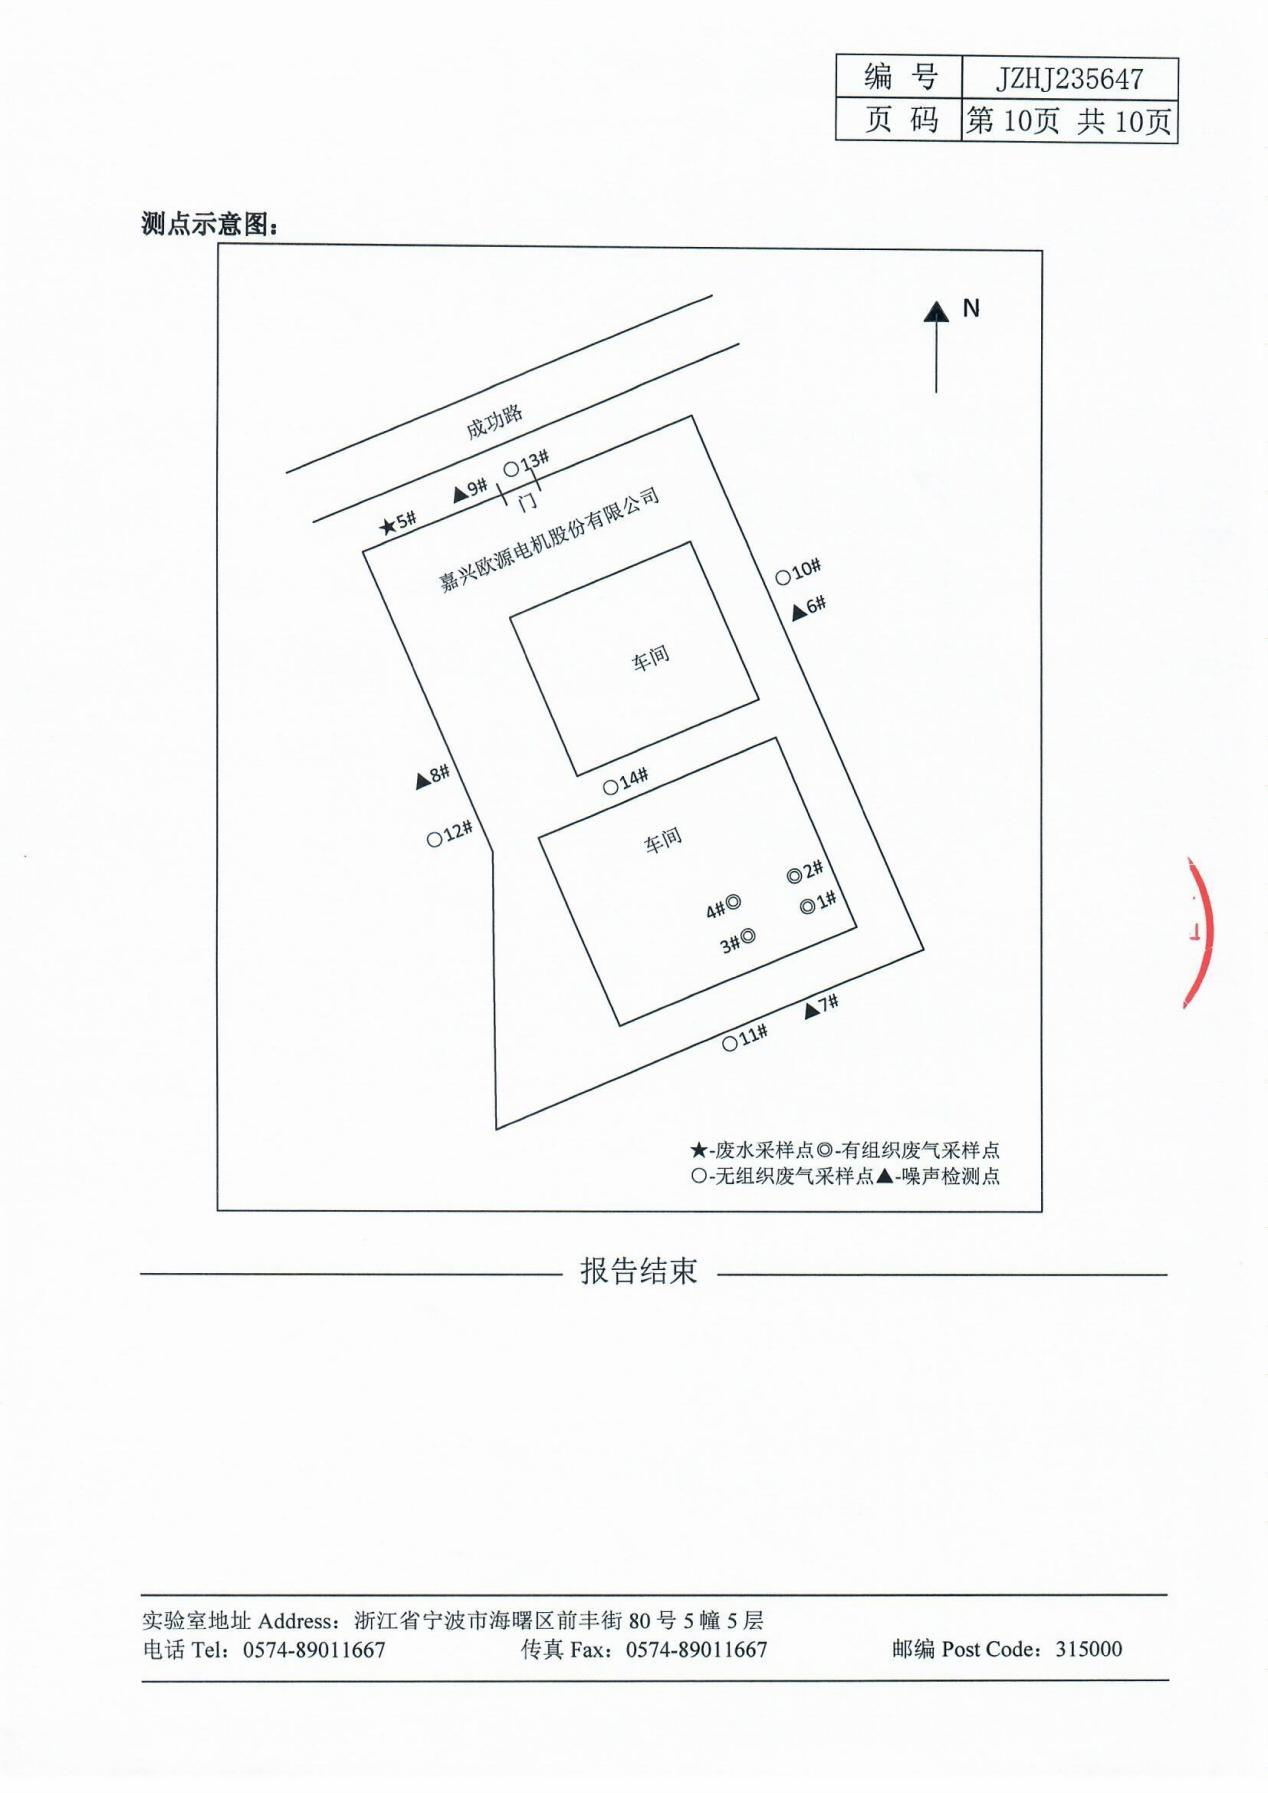 编 号 JZHJ235647
页 码 第 10页 共 10页
测点示意图：
N
成功路
○13#
▲9#
门
★5#
嘉兴欧源电机股份有限公司
○10#
▲6#
车间
▲8#
○14#
○12#
车间
◎2#
4#◎
◎1#
3#◎
▲7#
○11#
★-废水采样点◎-有组织废气采样点
○-无组织废气采样点▲-噪声检测点
报告结束
实验室地址 Address：浙江省宁波市海曙区前丰街 80 号 5 幢 5 层
电话 Tel：0574-89011667 传真 Fax：0574-89011667 邮编 Post Code：315000